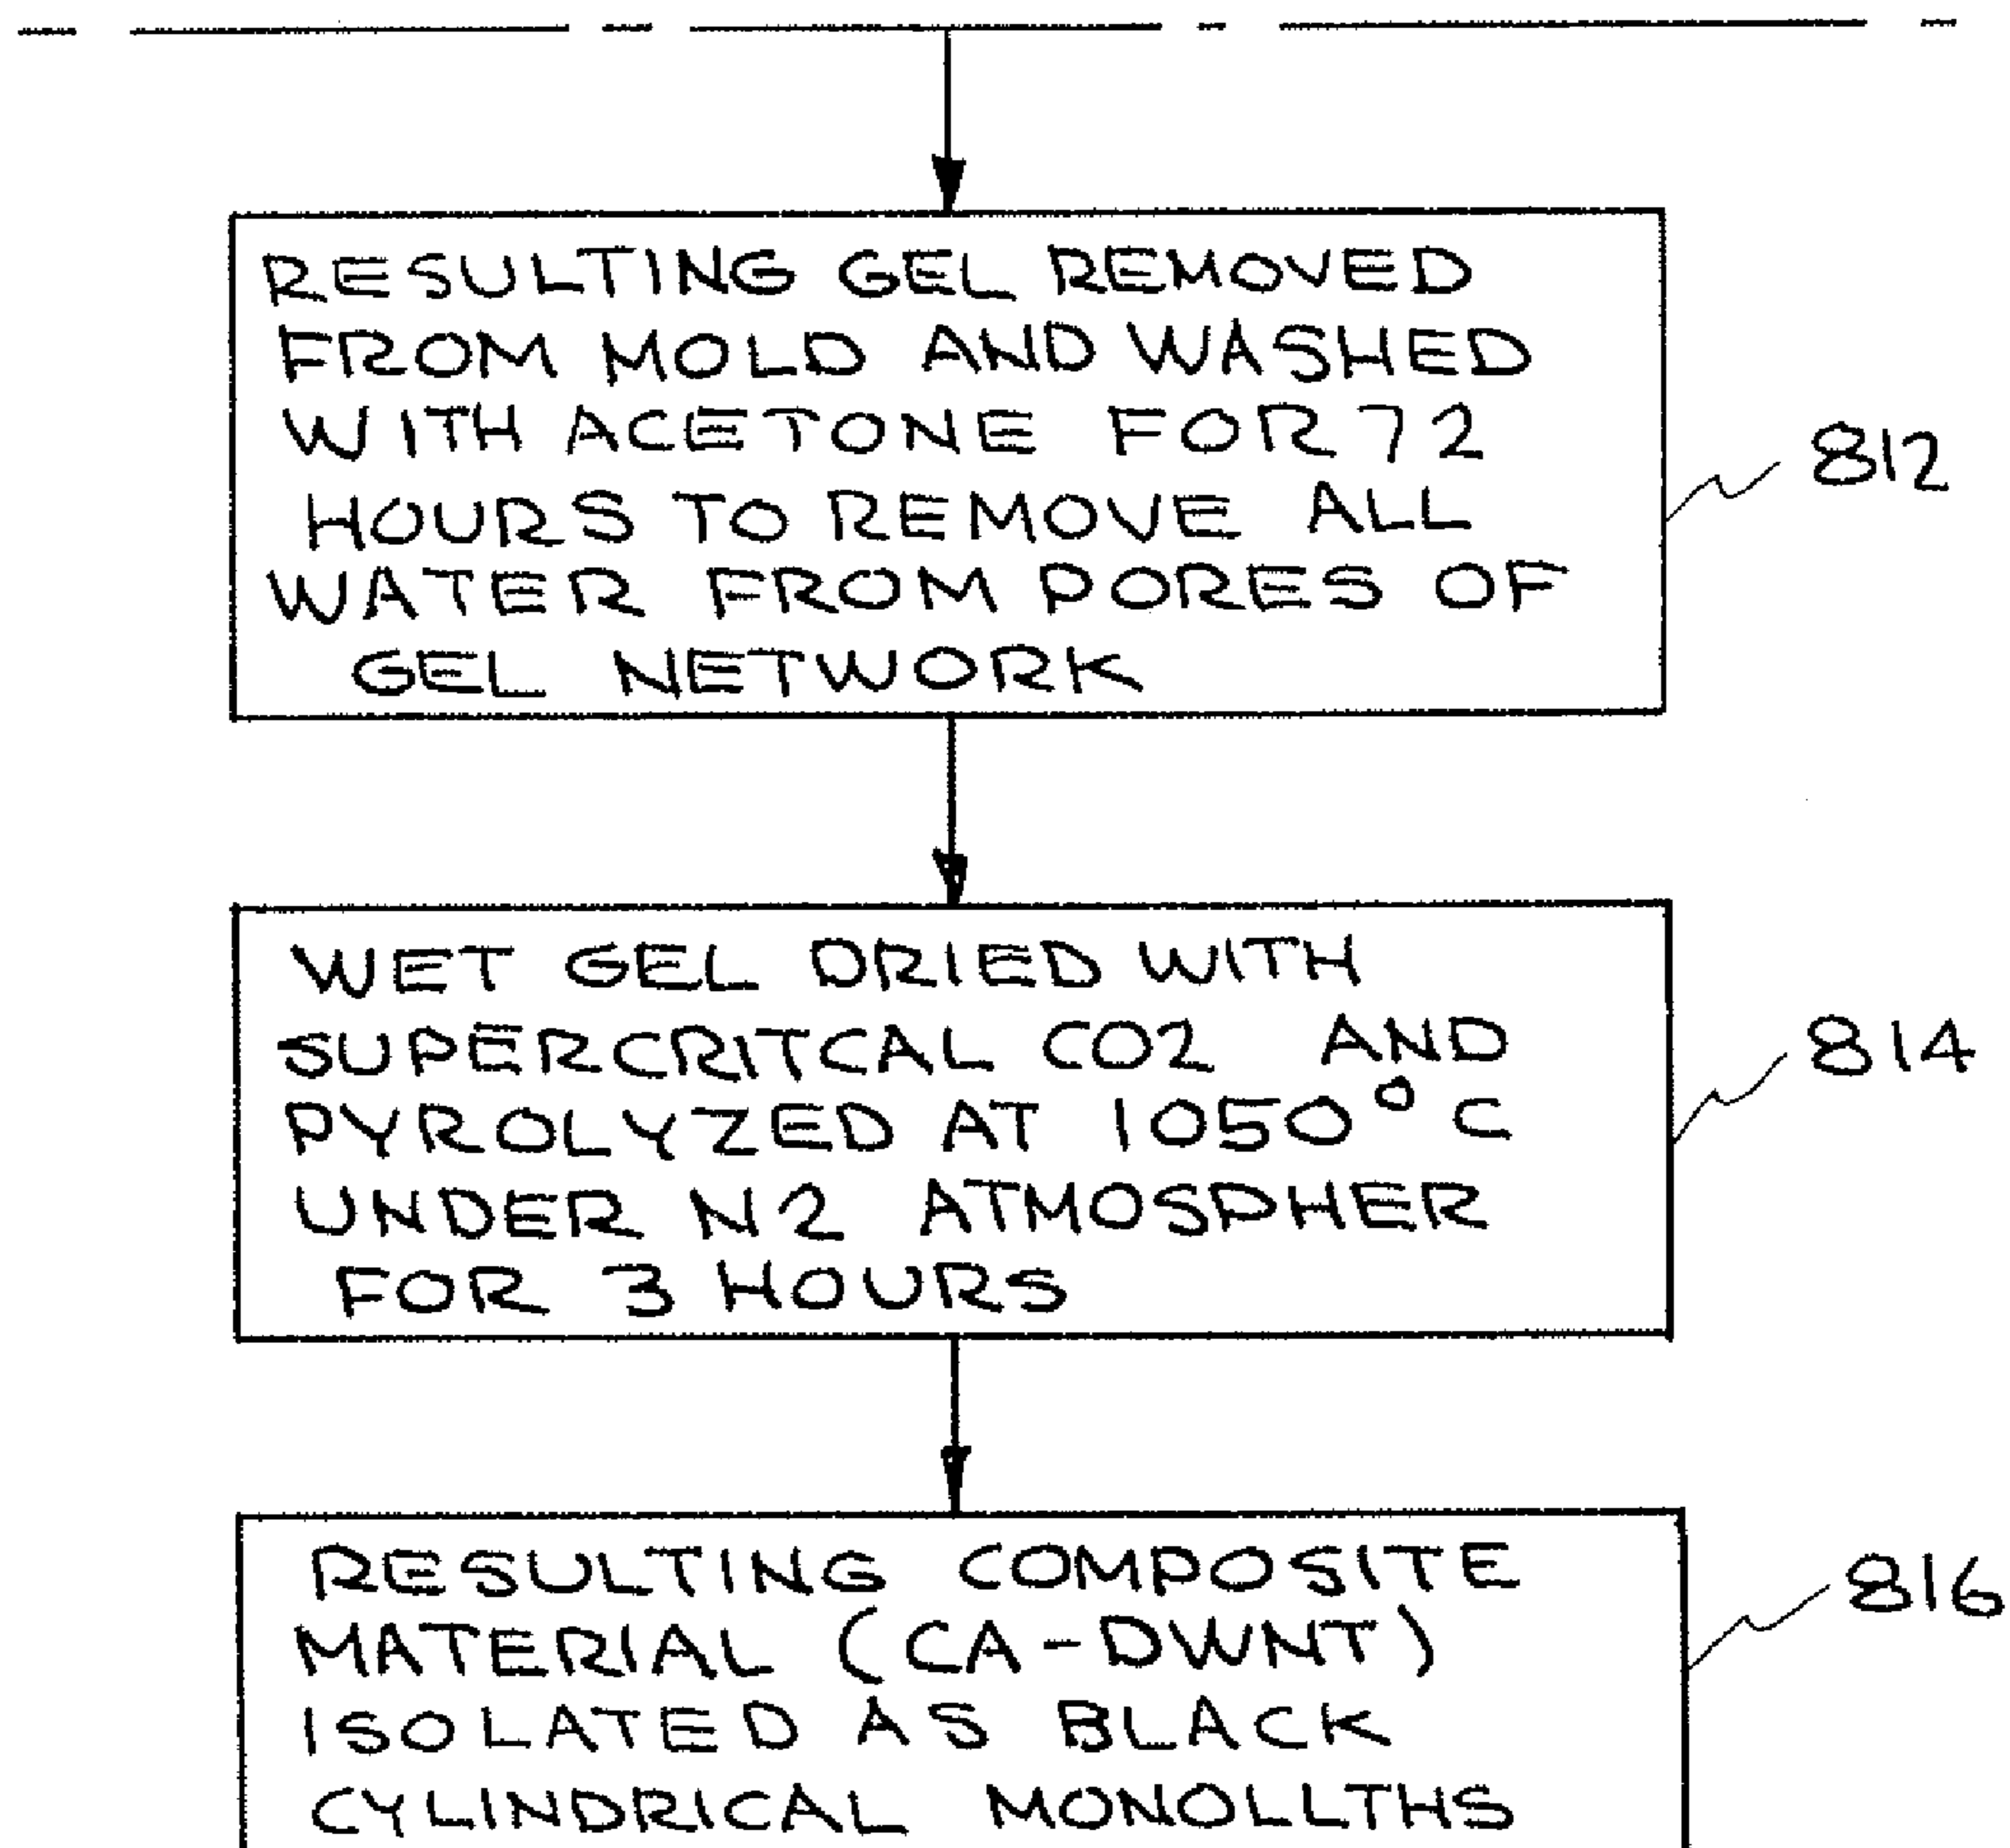 RESULTING GEL REMOVED
FROM MOLD AND WASHED
WITH ACETONE FOR 72
HOURS TO REMOVE ALL
WATER FROM PORES OF
GEL NETWORK
812
WET GEL DRIED WITH
SUPERCRITCAL CO2 AND
PYROLYZED AT 1050° C
UNDER N2 ATMOSPHER
FOR 3 HOURS
814
RESULTING COMPOSITE
MATERIAL (CA-DWNT)
ISOLATED AS BLACK
CYLINDRICAL MONOLLTHS
816